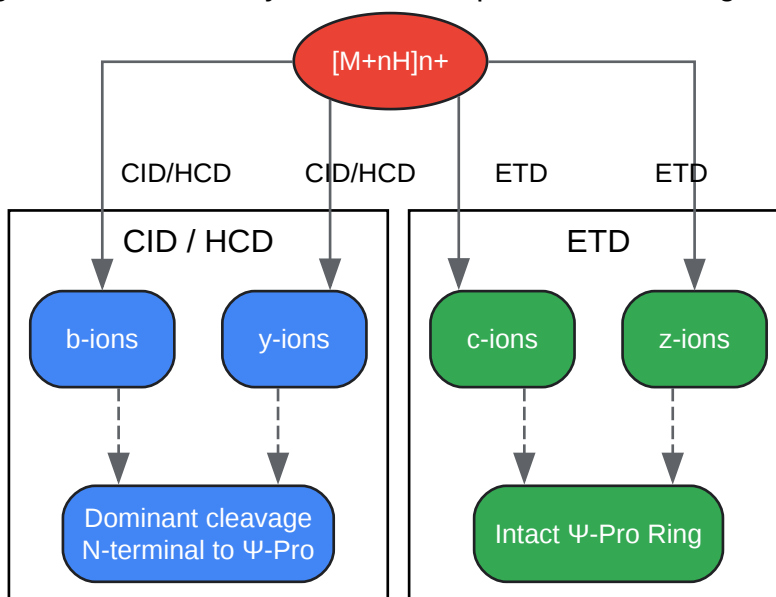 [M+nH]n+
CID/HCD CID/HCD ETD ETD
CID / HCD ETD
b-ions y-ions c-ions z-ions
Dominant cleavage
N-terminal to Ψ-Pro
Intact Ψ-Pro Ring